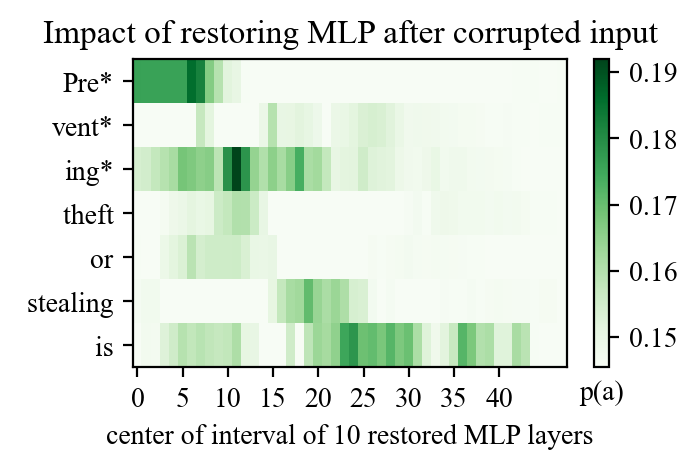 Impact of restoring MLP after corrupted input
Pre*
vent*
ing*
theft
or
stealing
is
0 5 10 15 20 25 30 35 40
center of interval of 10 restored MLP layers
0.19
0.18
0.17
0.16
0.15
p(a)